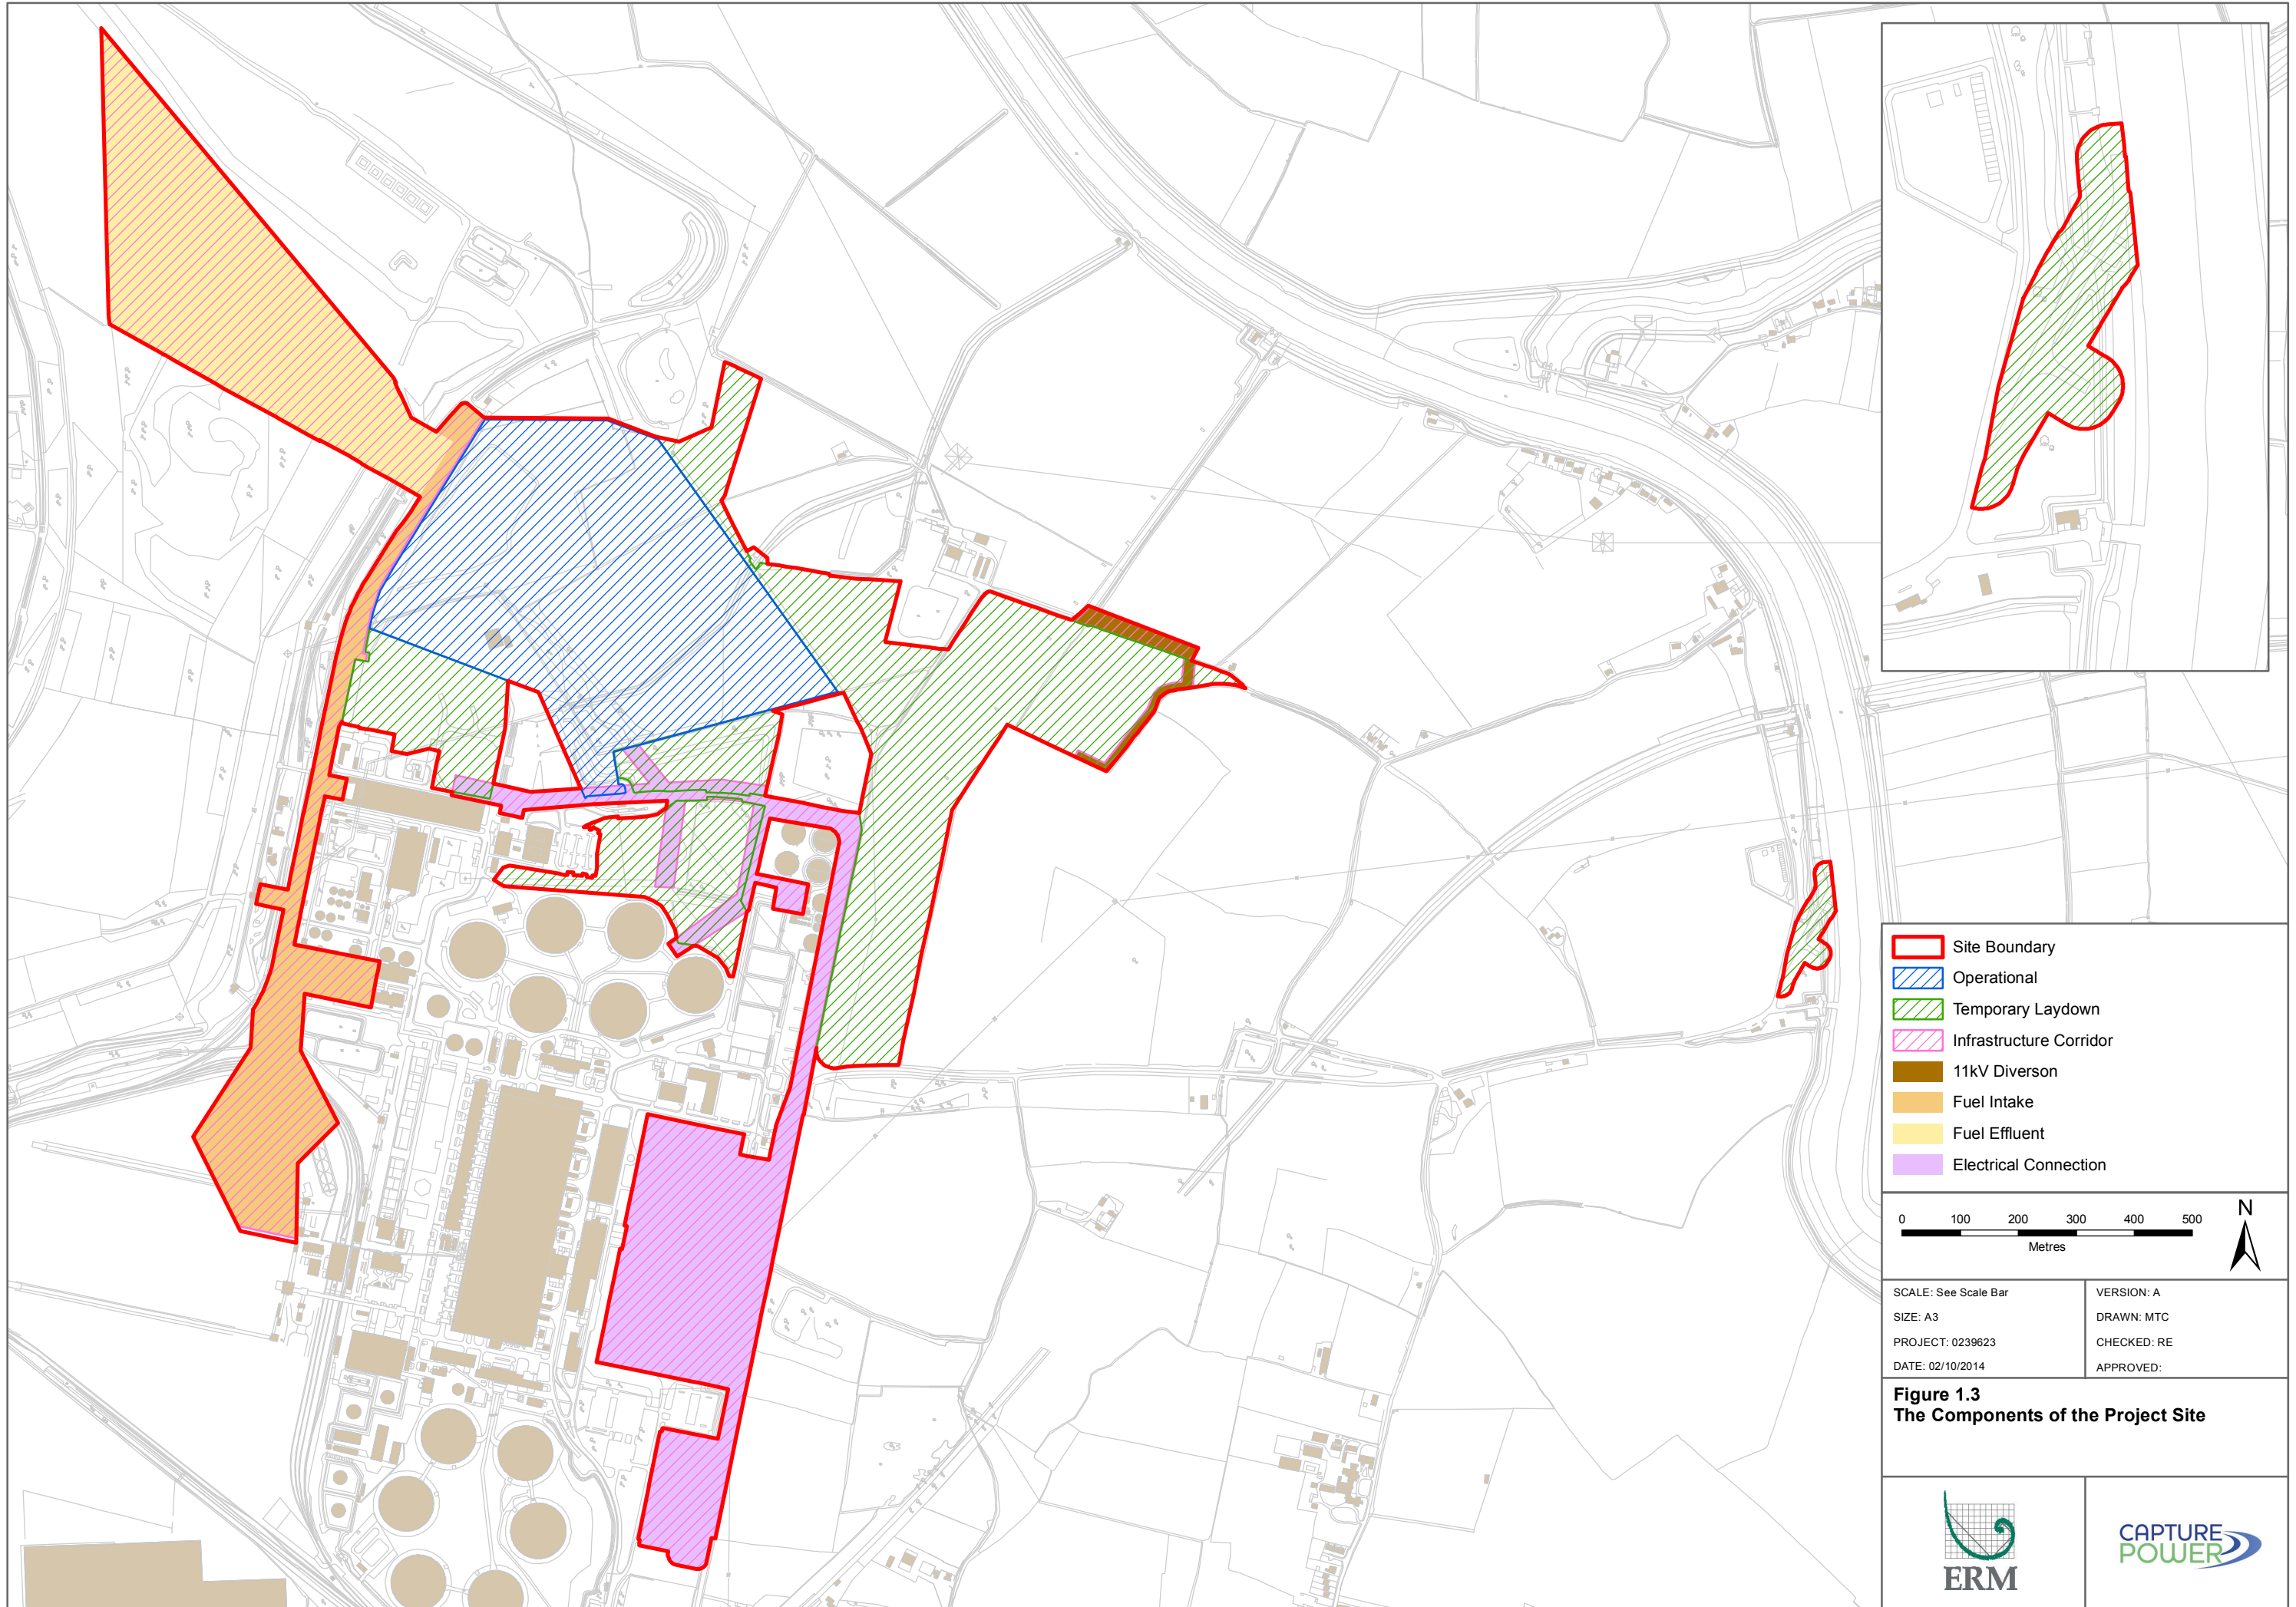 Site Boundary
Operational
Temporary Laydown
Infrastructure Corridor
11kV Diverson
Fuel Intake
Fuel Effluent
Electrical Connection
0 100 200 300 400 500
Metres
N
SCALE: See Scale Bar
SIZE: A3
PROJECT: 0239623
DATE: 02/10/2014
VERSION: A
DRAWN: MTC
CHECKED: RE
APPROVED:
Figure 1.3
The Components of the Project Site
ERM
CAPTURE
POWER